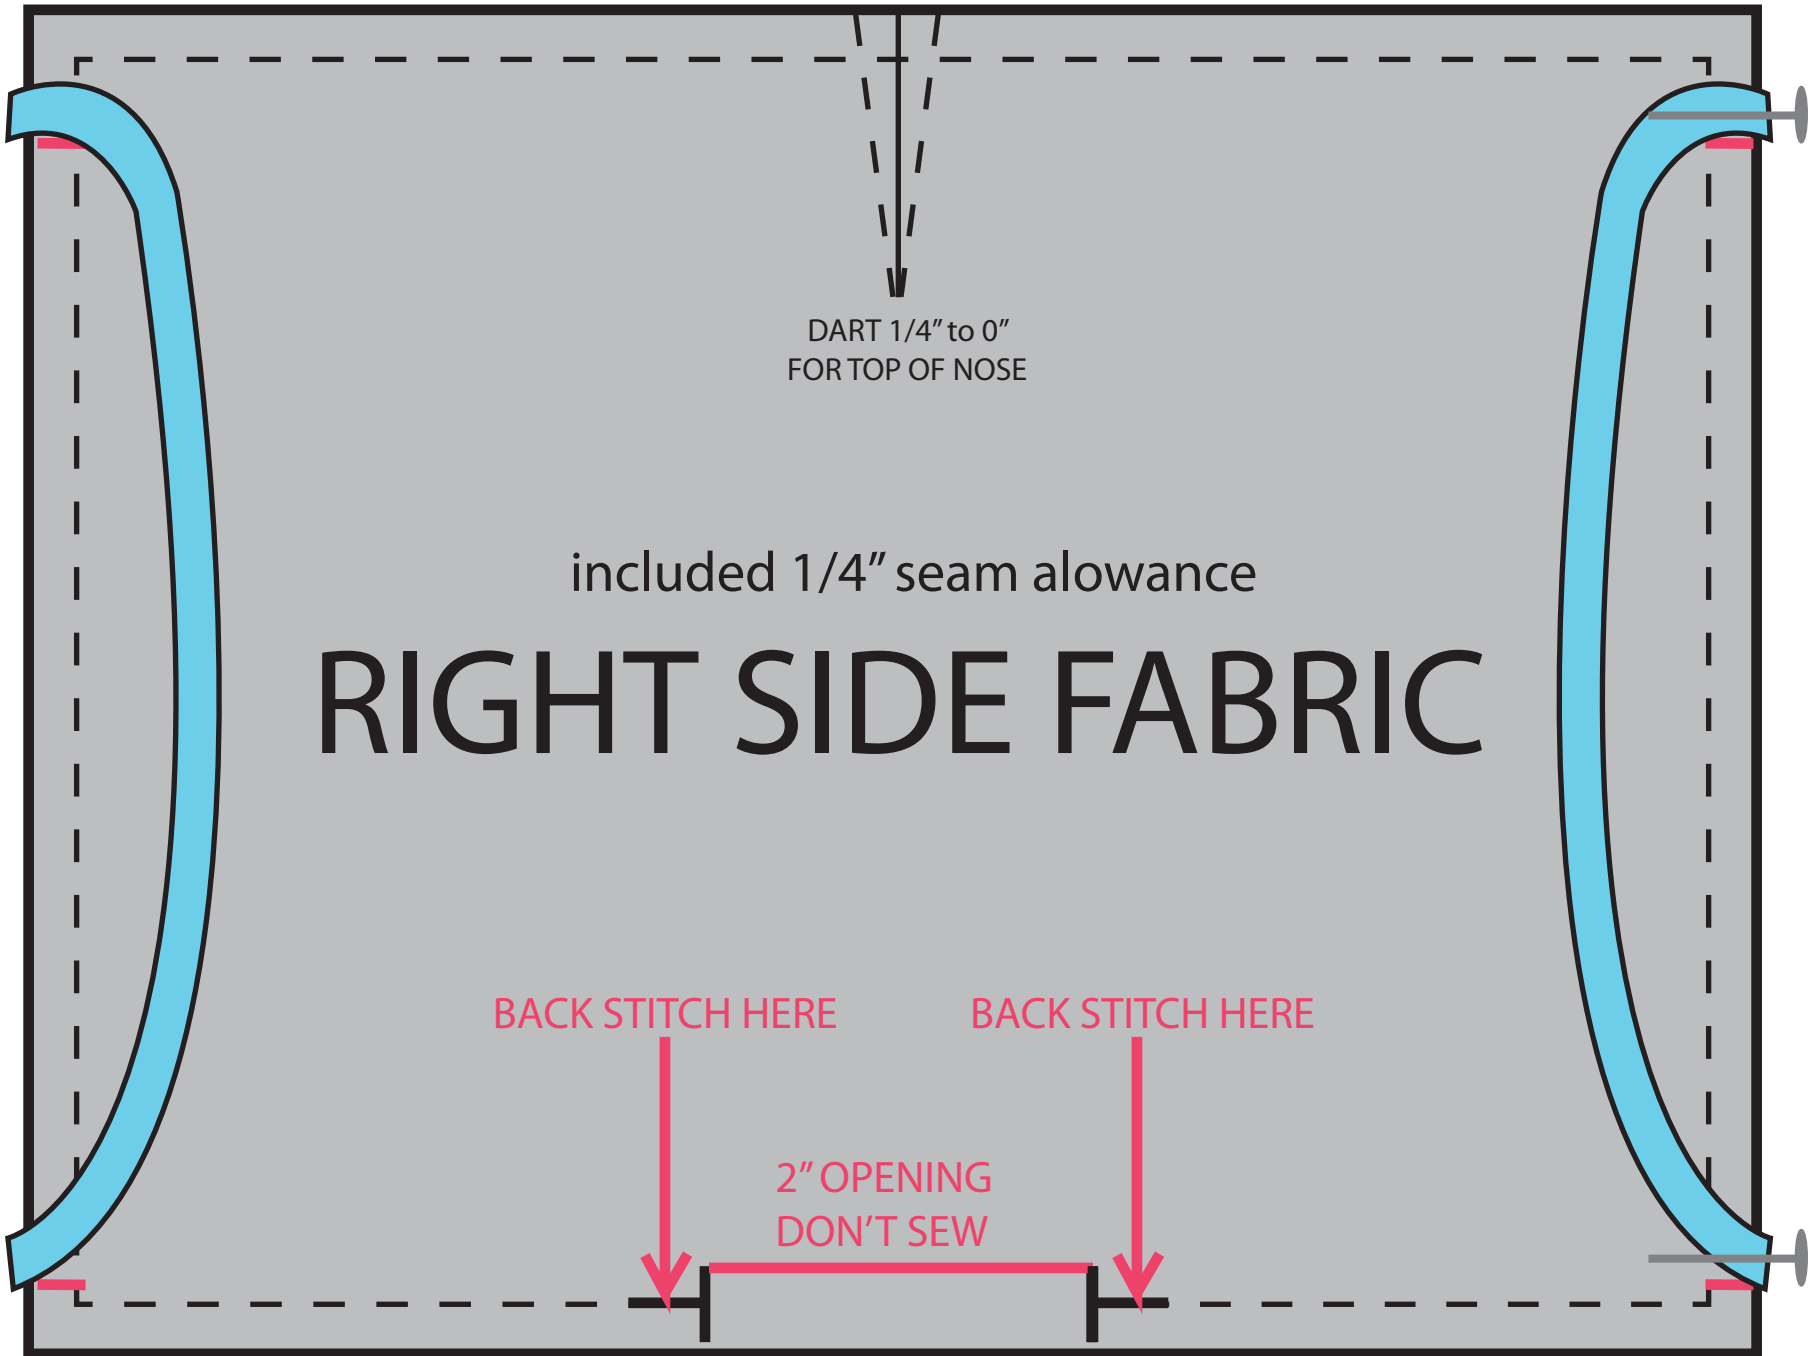 DART 1/4” to 0”
FOR TOP OF NOSE
included 1/4” seam alowance
RIGHT SIDE FABRIC
BACK STITCH HERE
BACK STITCH HERE
2” OPENING
DON’T SEW